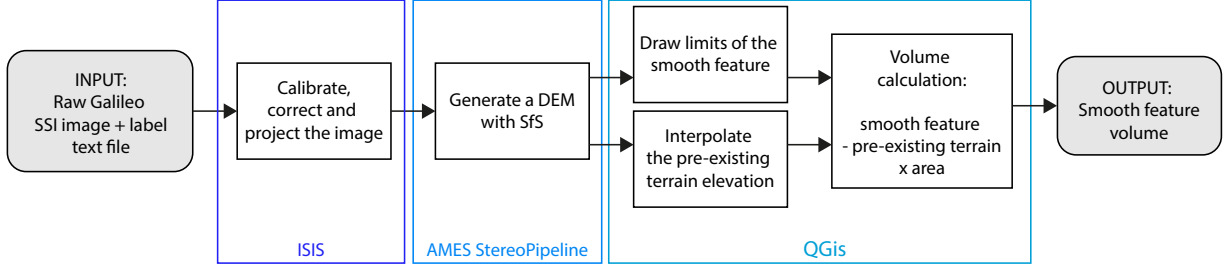 INPUT:
Raw Galileo
SSI image + label
text file
Calibrate,
correct and
project the image
ISIS
Generate a DEM
with SfS
AMES StereoPipeline
Draw limits of the
smooth feature
Interpolate
the pre-existing
terrain elevation
Volume
calculation:
smooth feature
- pre-existing terrain
x area
QGis
OUTPUT:
Smooth feature
volume